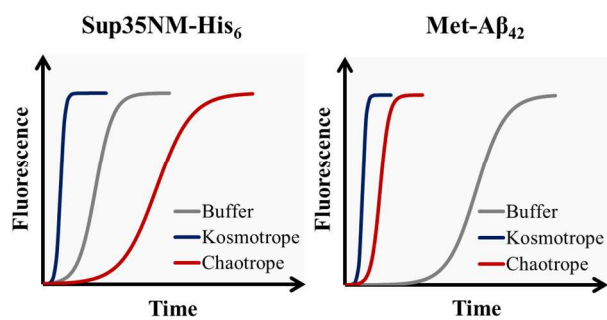 Sup35NM-His₆
Fluorescence
Buffer
Kosmotrope
Chaotrope
Time
Met-Aβ₄₂
Fluorescence
Buffer
Kosmotrope
Chaotrope
Time